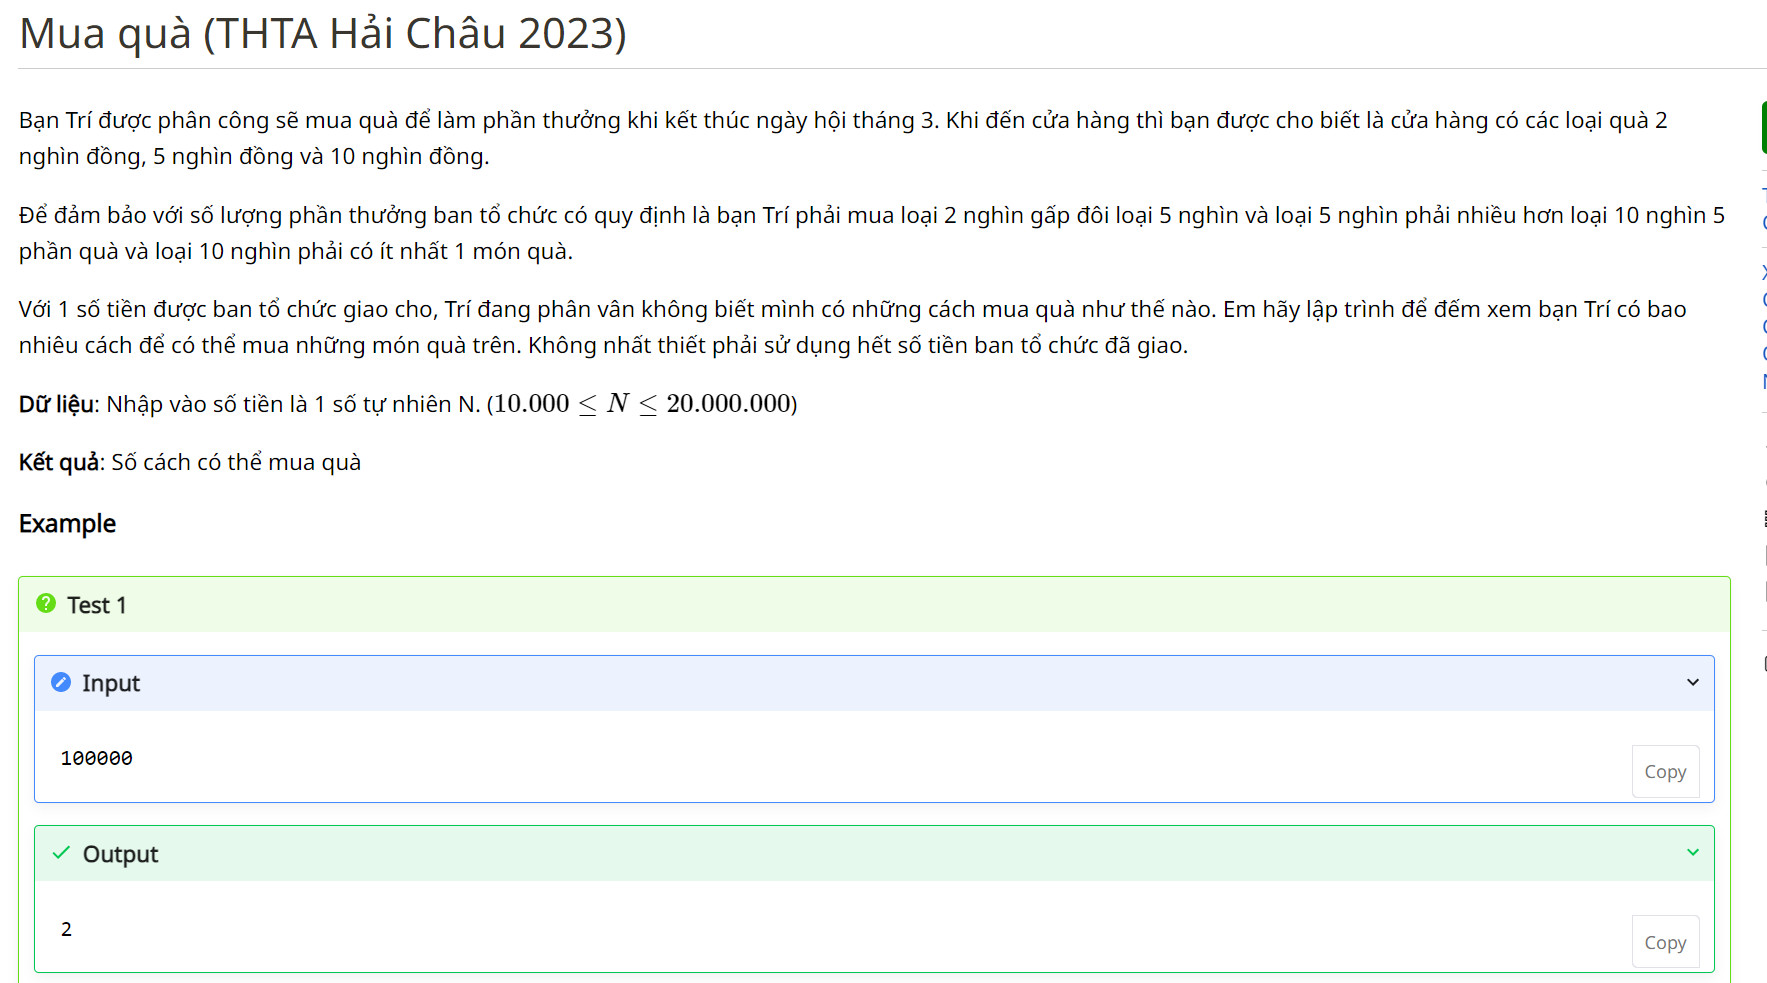 Mua quà (THTA Hải Châu 2023)
Bạn Trí được phân công sẽ mua quà để làm phần thưởng khi kết thúc ngày hội tháng 3. Khi đến cửa hàng thì bạn được cho biết là cửa hàng có các loại quà 2
nghìn đồng, 5 nghìn đồng và 10 nghìn đồng.
Để đảm bảo với số lượng phần thưởng ban tổ chức có quy định là bạn Trí phải mua loại 2 nghìn gấp đôi loại 5 nghìn và loại 5 nghìn phải nhiều hơn loại 10 nghìn 5
phần quà và loại 10 nghìn phải có ít nhất 1 món quà.
Với 1 số tiền được ban tổ chức giao cho, Trí đang phân vân không biết mình có những cách mua quà như thế nào. Em hãy lập trình để đếm xem bạn Trí có bao
nhiêu cách để có thể mua những món quà trên. Không nhất thiết phải sử dụng hết số tiền ban tổ chức đã giao.
Dữ liệu: Nhập vào số tiền là 1 số tự nhiên N. (10.000 ≤ N ≤ 20.000.000)
Kết quả: Số cách có thể mua quà
Example
Test 1
Input
100000
Copy
Output
2
Copy